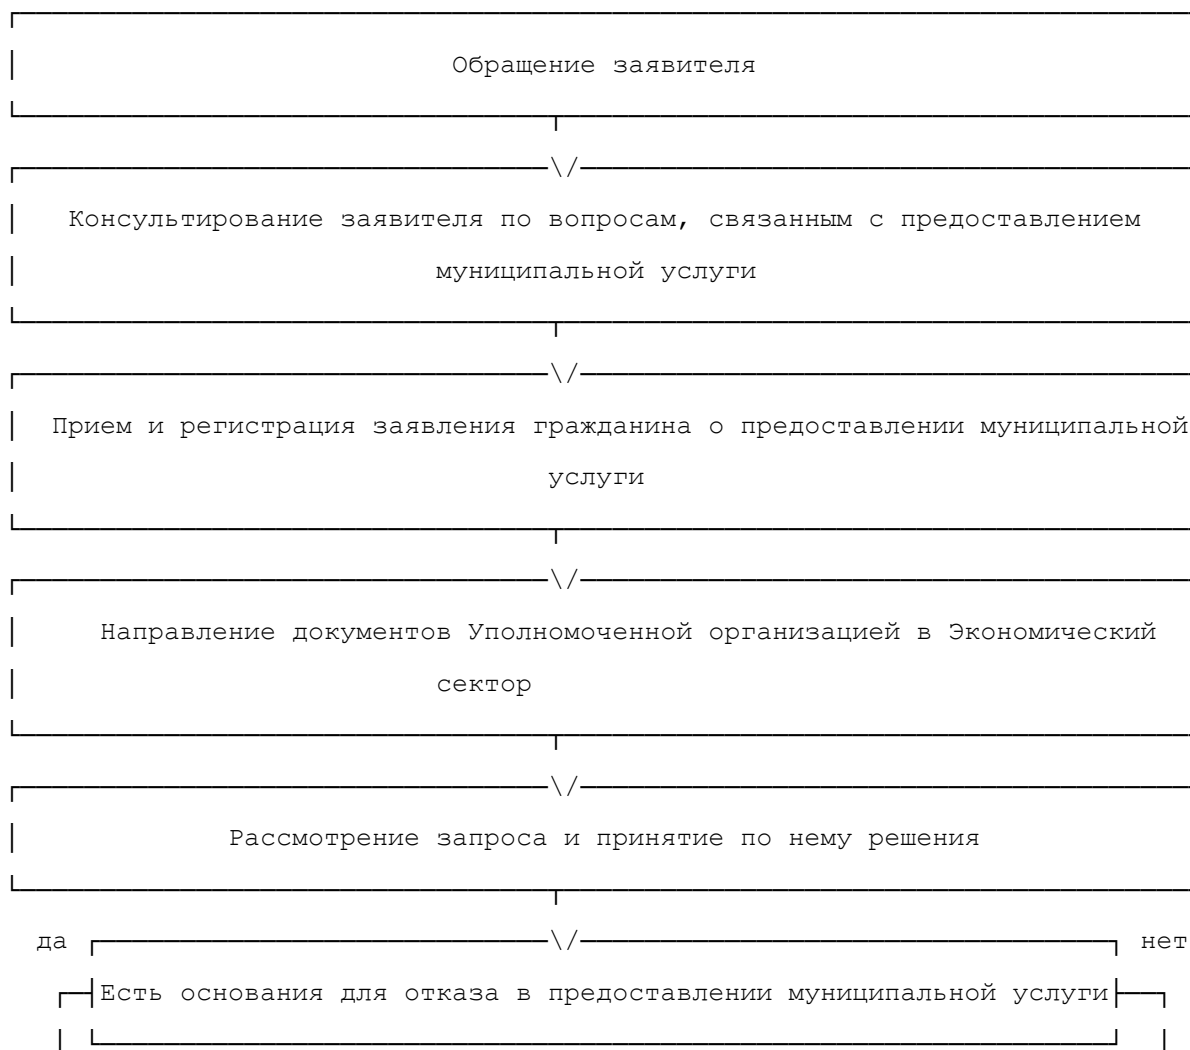 Обращение заявителя
Консультирование заявителя по вопросам, связанным с предоставлением
муниципальной услуги
Прием и регистрация заявления гражданина о предоставлении муниципальной
услуги
Направление документов Уполномоченной организацией в Экономический
сектор
Рассмотрение запроса и принятие по нему решения
да нет
Есть основания для отказа в предоставлении муниципальной услуги